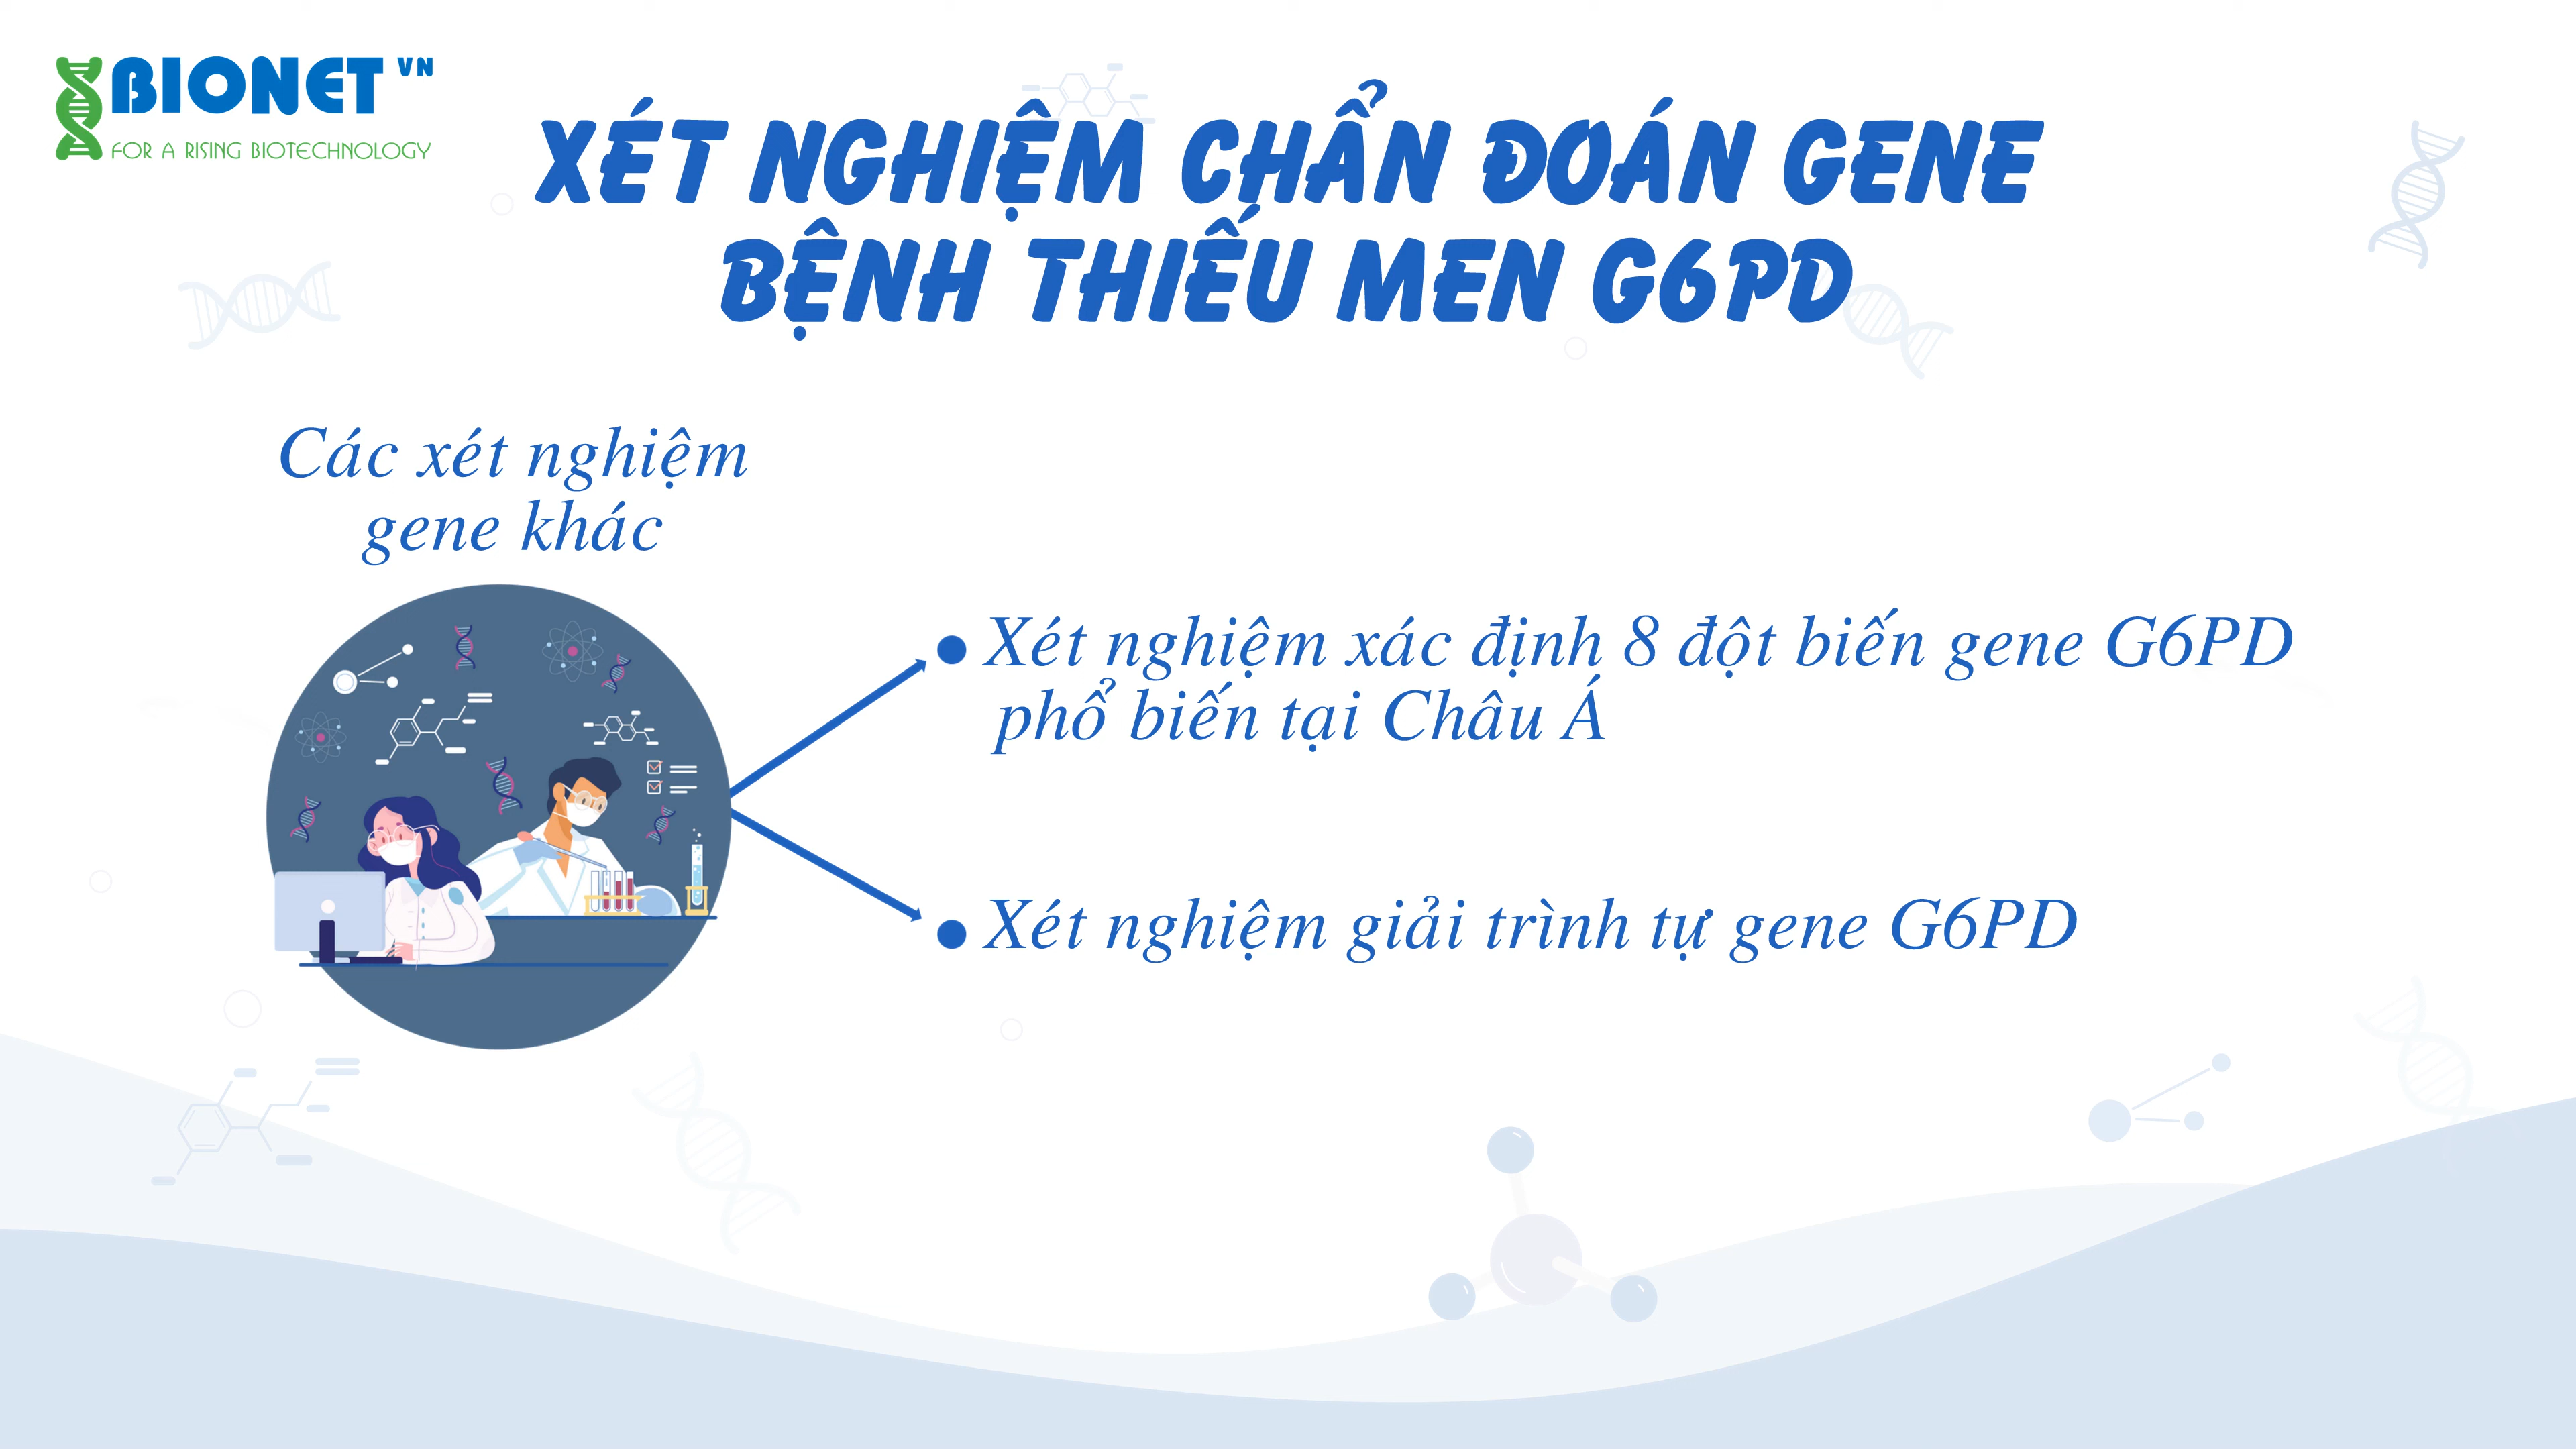 BIONET VN
FOR A RISING BIOTECHNOLOGY
XÉT NGHIỆM CHẨN ĐOÁN GENE
BỆNH THIẾU MEN G6PD
Các xét nghiệm
gene khác
• Xét nghiệm xác định 8 đột biến gene G6PD
phổ biến tại Châu Á
• Xét nghiệm giải trình tự gene G6PD